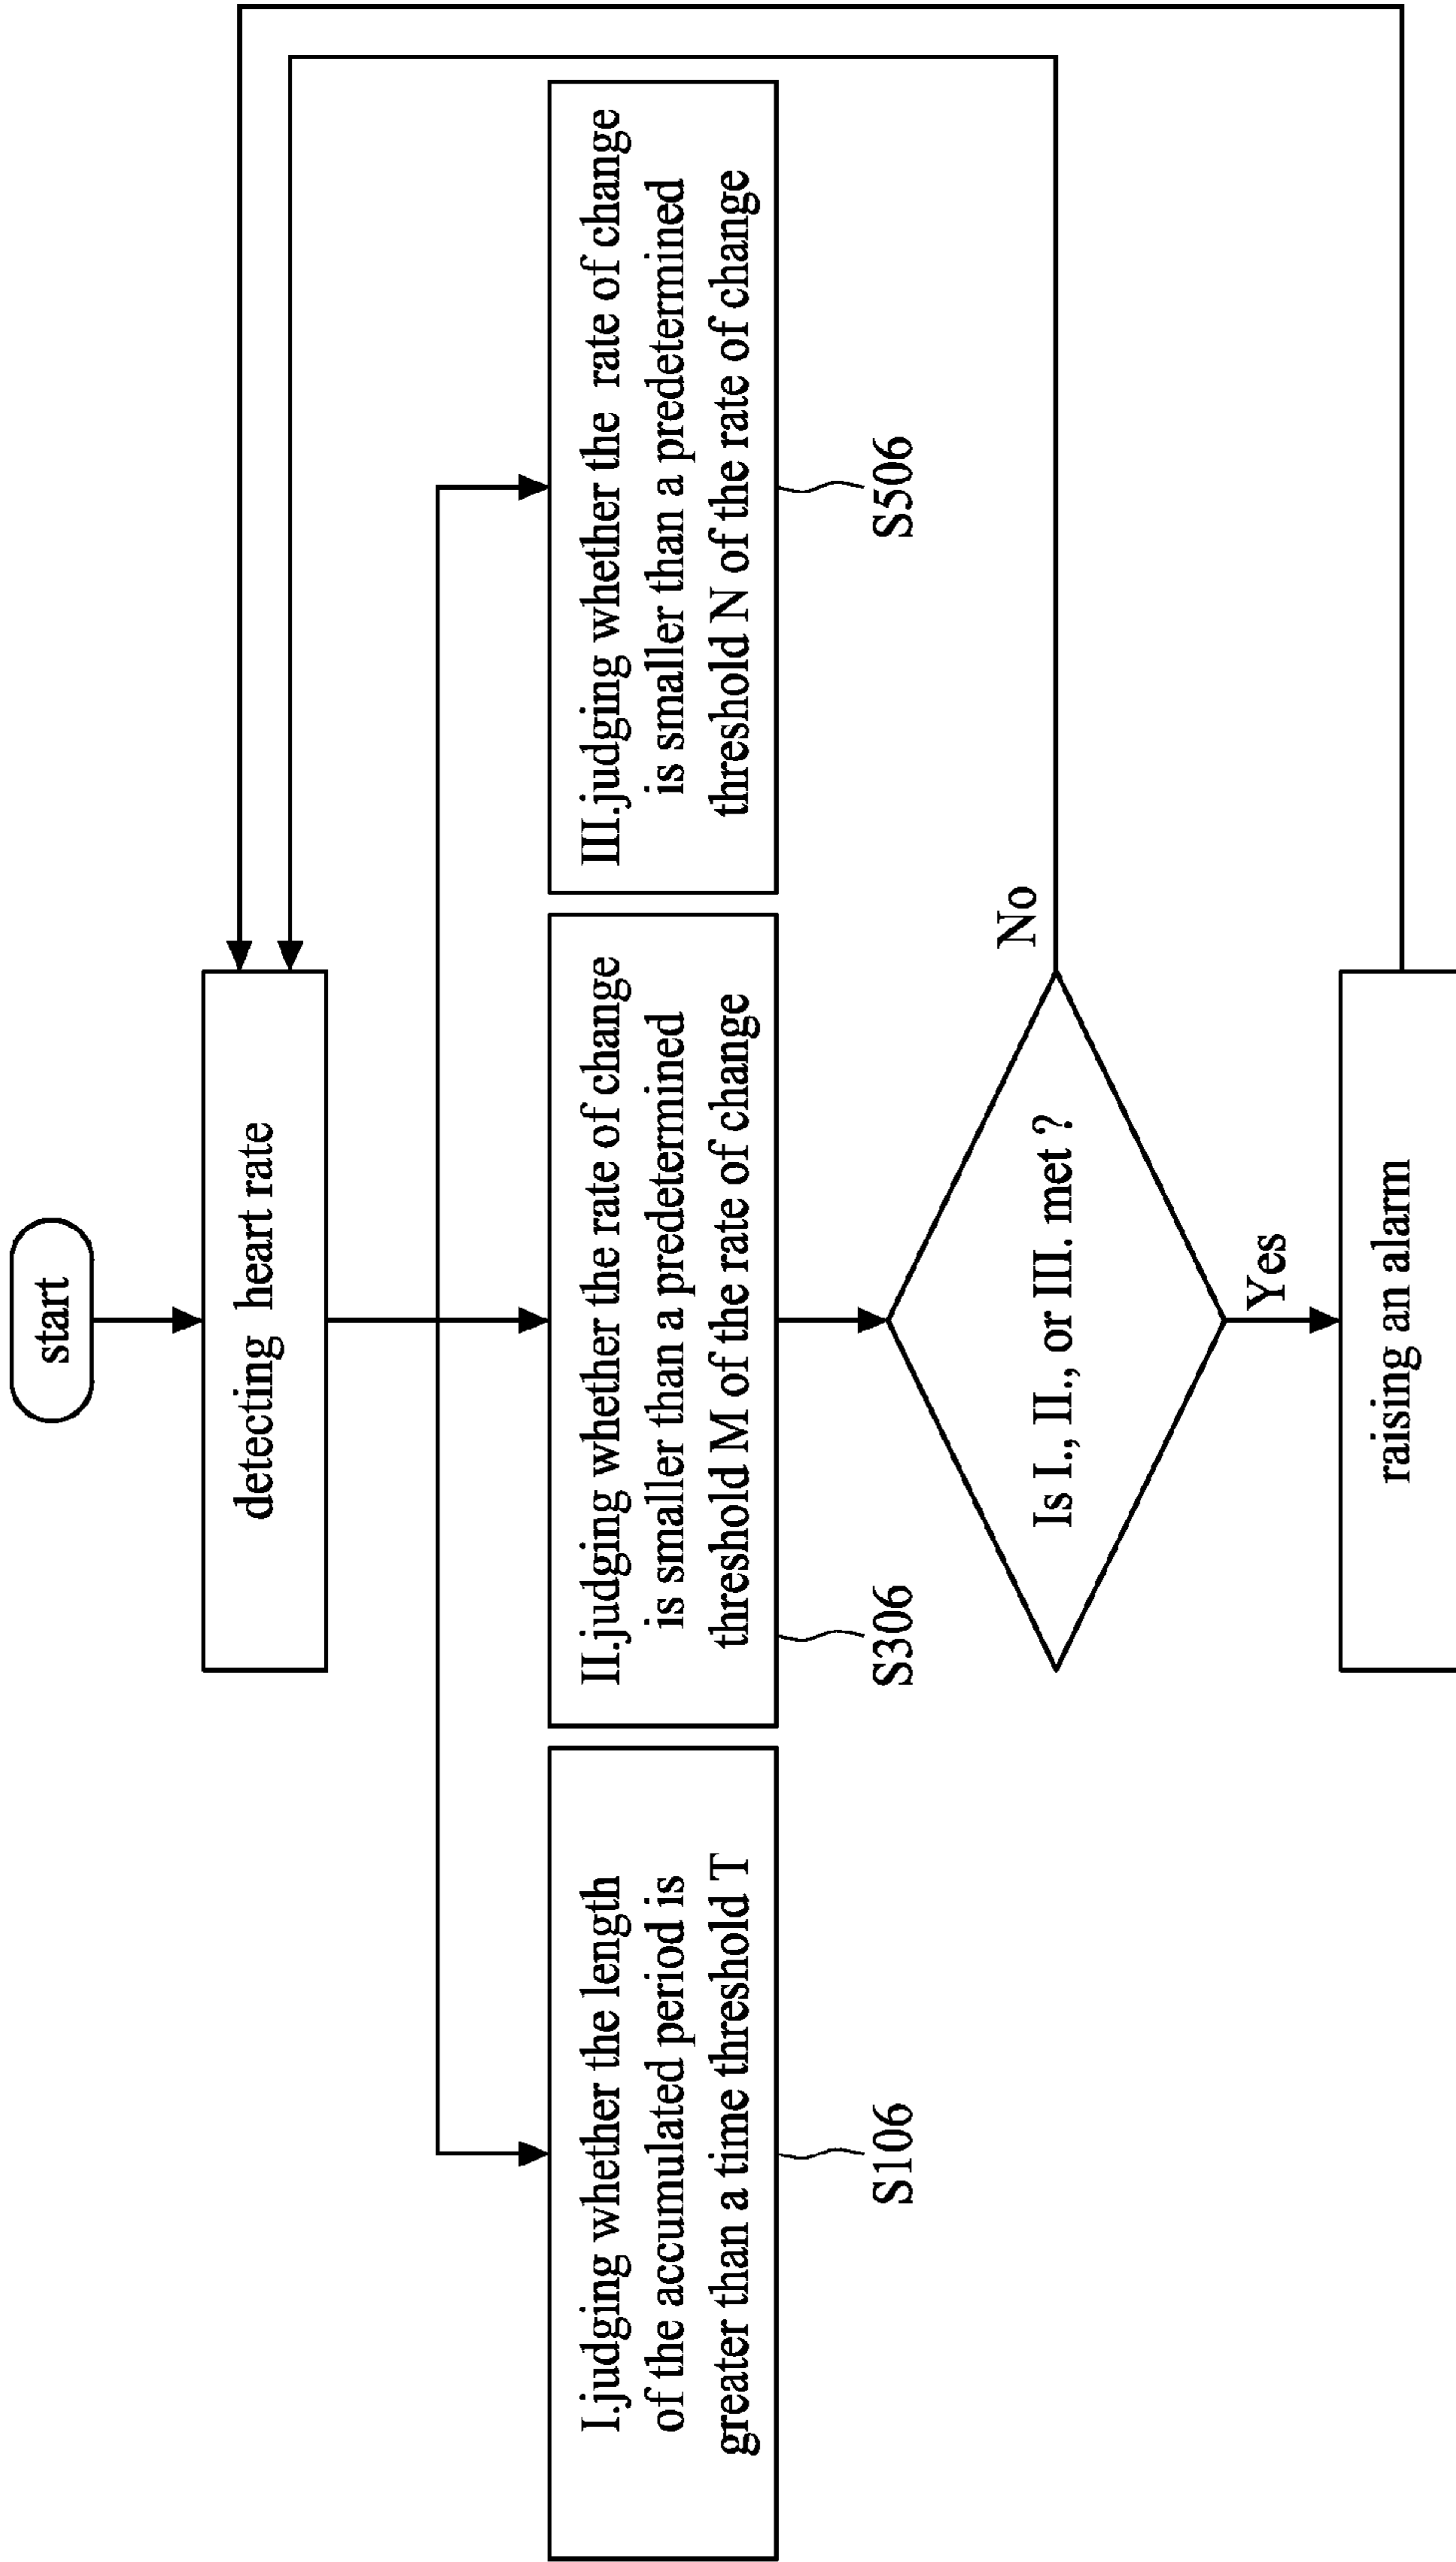 start
detecting heart rate
I.judging whether the length
of the accumulated period is
greater than a time threshold T
S106
II.judging whether the rate of change
is smaller than a predetermined
threshold M of the rate of change
S306
III.judging whether the rate of change
is smaller than a predetermined
threshold N of the rate of change
S506
Is I., II., or III. met ?
No
Yes
raising an alarm